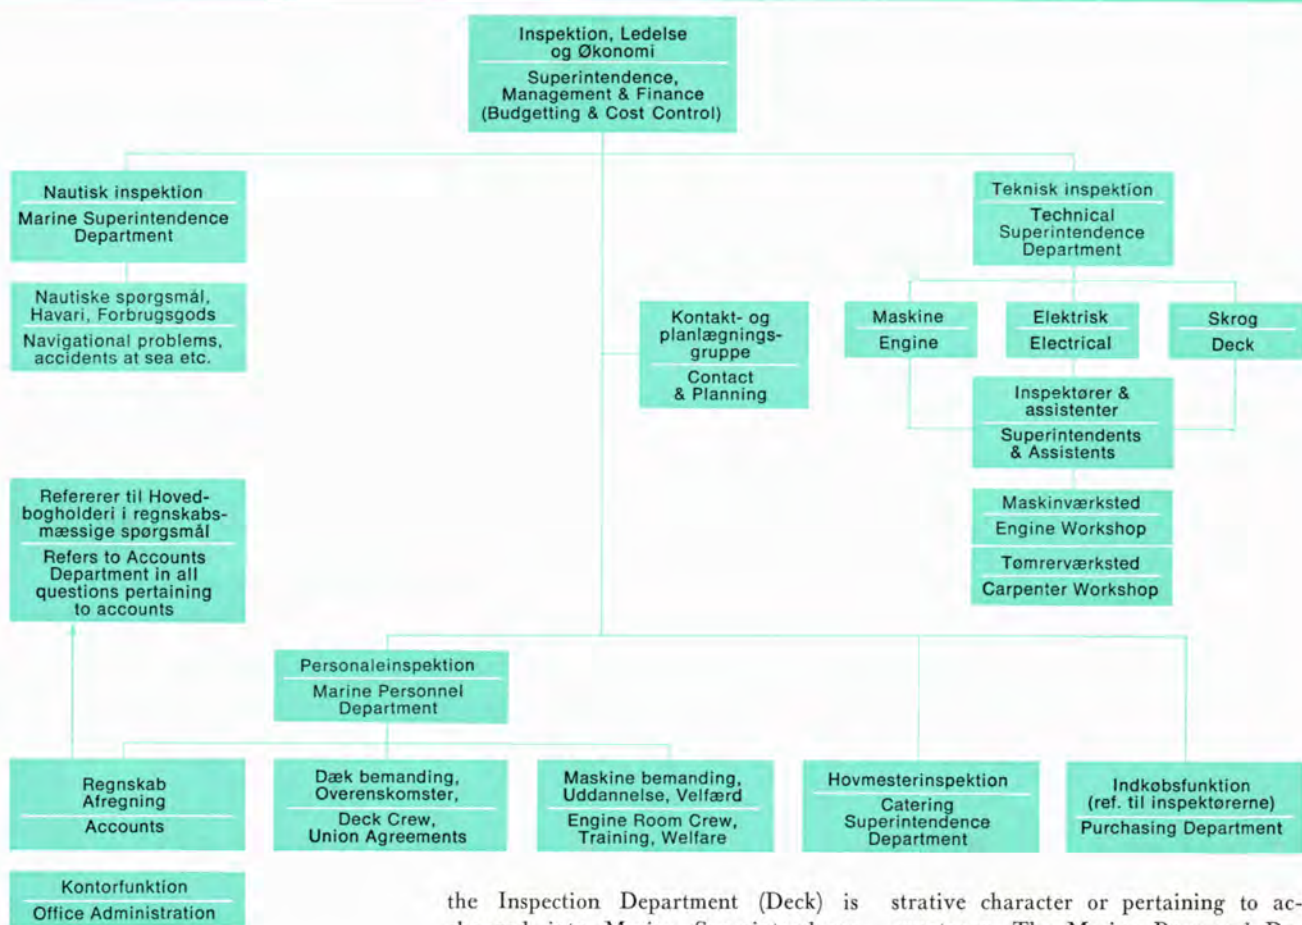 Inspektion, Ledelse
og Økonomi
Superintendence,
Management & Finance
(Budgetting & Cost Control)
Nautisk inspektion
Marine Superintendence
Department
Nautiske spørgsmål,
Havari, Forbrugsgods
Navigational problems,
accidents at sea etc.
Teknisk inspektion
Technical
Superintendence
Department
Kontakt- og
planlægnings-
gruppe
Contact
& Planning
Maskine
Engine
Elektrisk
Electrical
Skrog
Deck
Inspektører &
assistenter
Superintendents
& Assistents
Maskinværksted
Engine Workshop
Tømrerværksted
Carpenter Workshop
Refererer til Hoved-
bogholderi i regnskabs-
mæssige spørgsmål
Refers to Accounts
Department in all
questions pertaining
to accounts
Personaleinspektion
Marine Personnel
Department
Regnskab
Afregning
Accounts
Dæk bemanding,
Overenskomster,
Deck Crew,
Union Agreements
Maskine bemanding,
Uddannelse, Velfærd
Engine Room Crew,
Training, Welfare
Hovmesterinspektion
Catering
Superintendence
Department
Indkøbsfunktion
(ref. til inspektørerne)
Purchasing Department
Kontorfunktion
Office Administration
the Inspection Department (Deck) is
strative character or pertaining to ac-